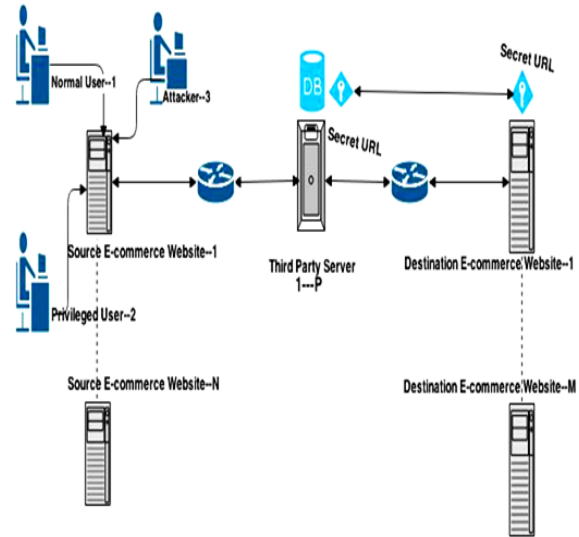 Secret URL
Normal User--1
Attacker--3
DB
Secret URL
Source E-commerce Website--1
Third Party Server
1---P
Destination E-commerce Website--1
Privileged User--2
Source E-commerce Website--N
Destination E-commerce Website--M